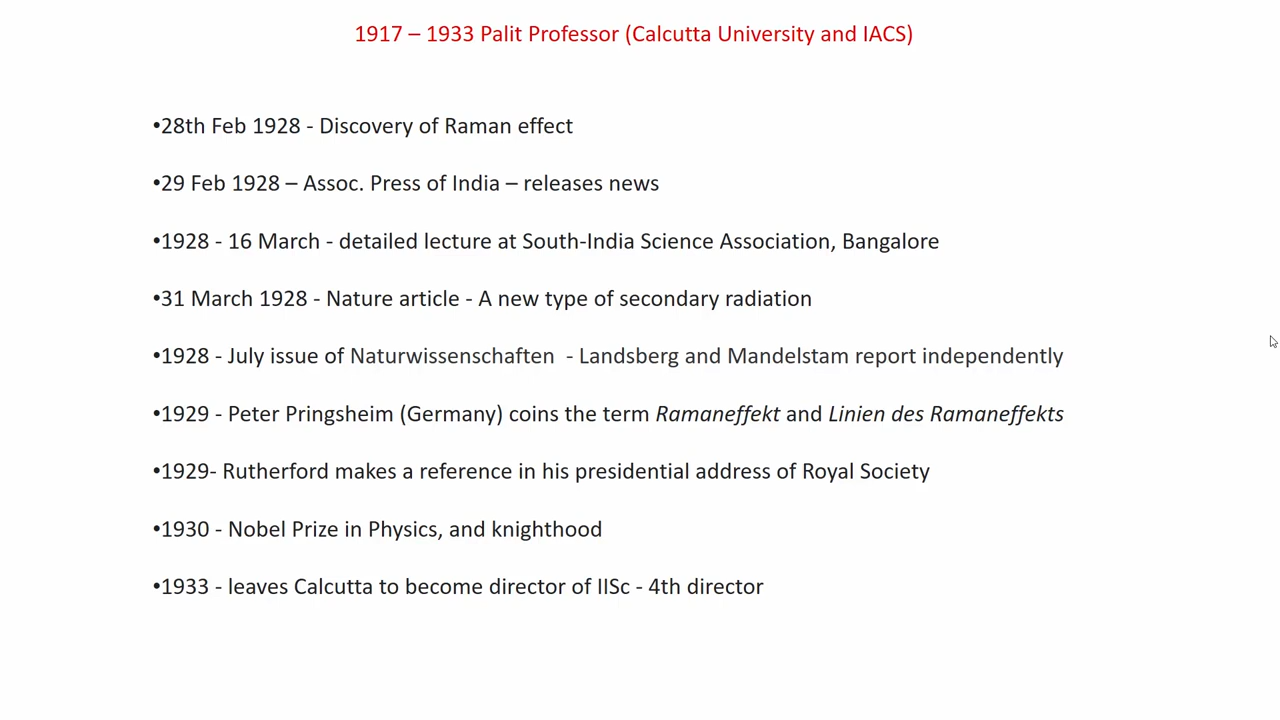 1917 – 1933 Palit Professor (Calcutta University and IACS)
•28th Feb 1928 - Discovery of Raman effect
•29 Feb 1928 – Assoc. Press of India – releases news
•1928 - 16 March - detailed lecture at South-India Science Association, Bangalore
•31 March 1928 - Nature article - A new type of secondary radiation
•1928 - July issue of Naturwissenschaften  - Landsberg and Mandelstam report independently
•1929 - Peter Pringsheim (Germany) coins the term Ramaneffekt and Linien des Ramaneffekts
•1929- Rutherford makes a reference in his presidential address of Royal Society
•1930 - Nobel Prize in Physics, and knighthood
•1933 - leaves Calcutta to become director of IISc - 4th director